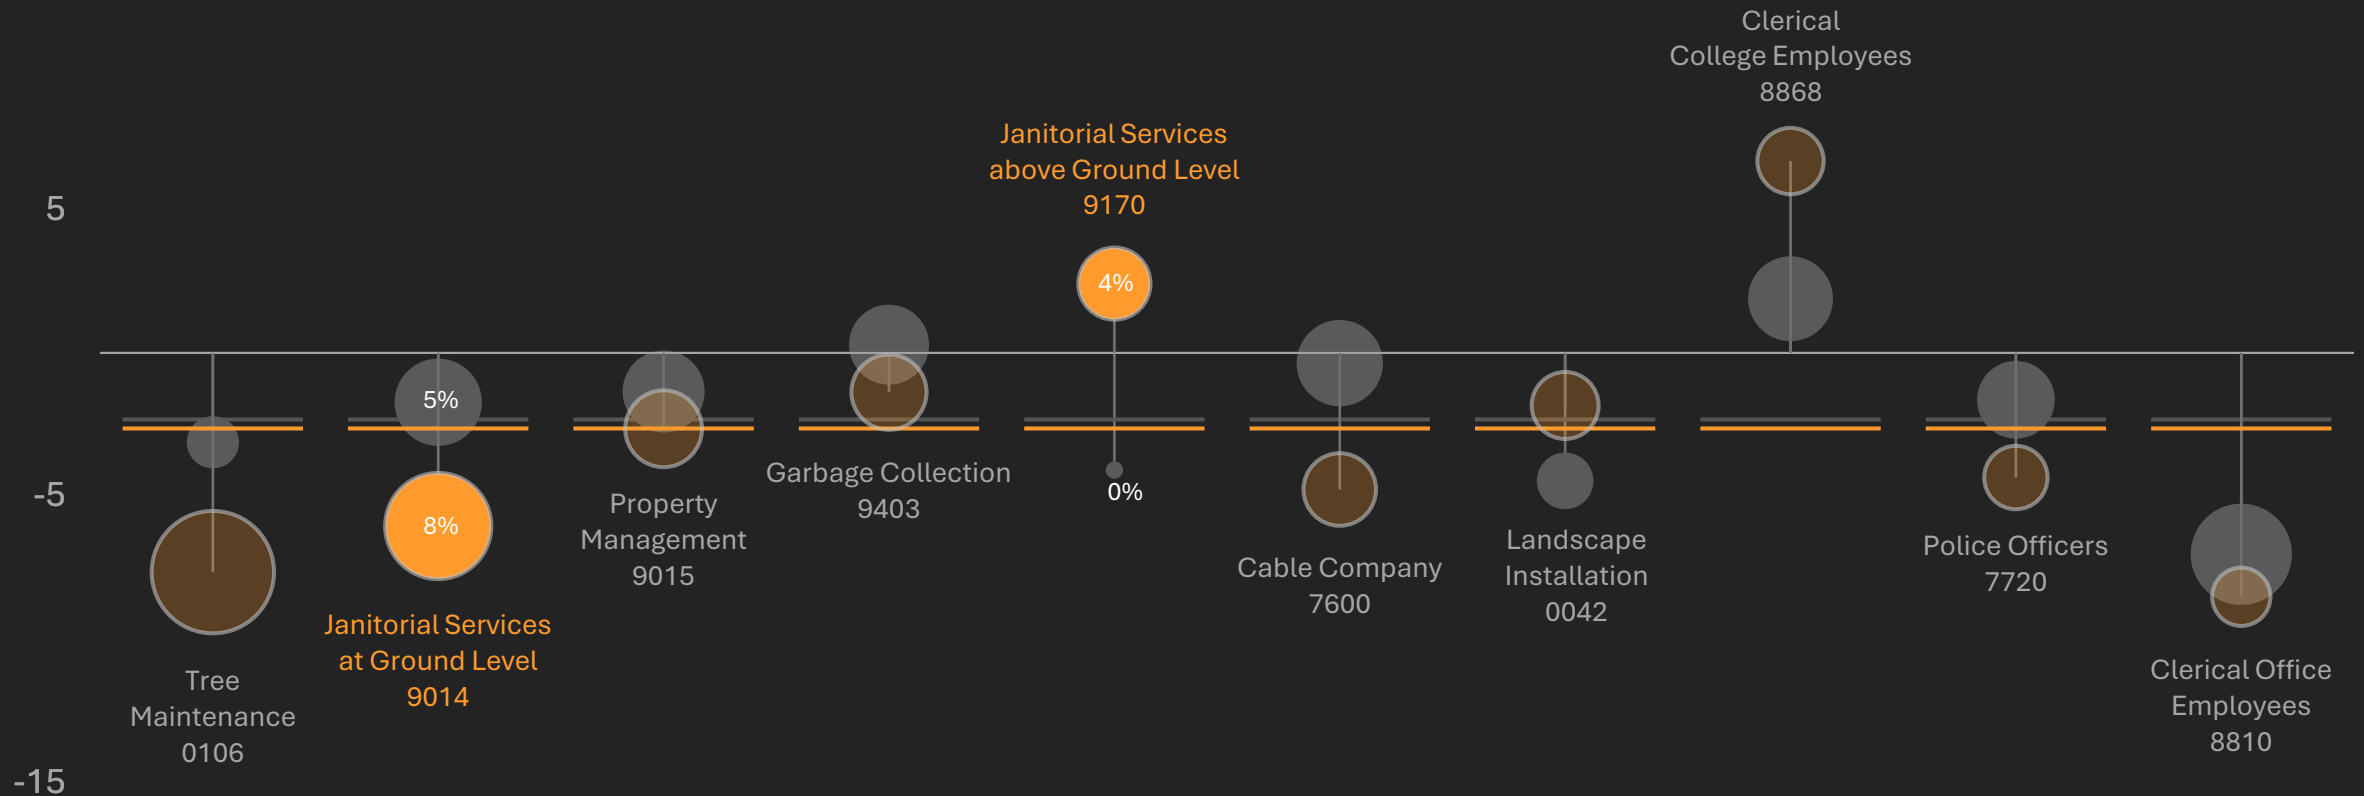 Clerical
College Employees
8868
Janitorial Services
above Ground Level
9170
5
4%
5%
-5
8%
0%
Garbage Collection
9403
Property
Management
9015
Cable Company
7600
Landscape
Installation
0042
Police Officers
7720
Janitorial Services
at Ground Level
9014
Tree
Maintenance
0106
Clerical Office
Employees
8810
-15